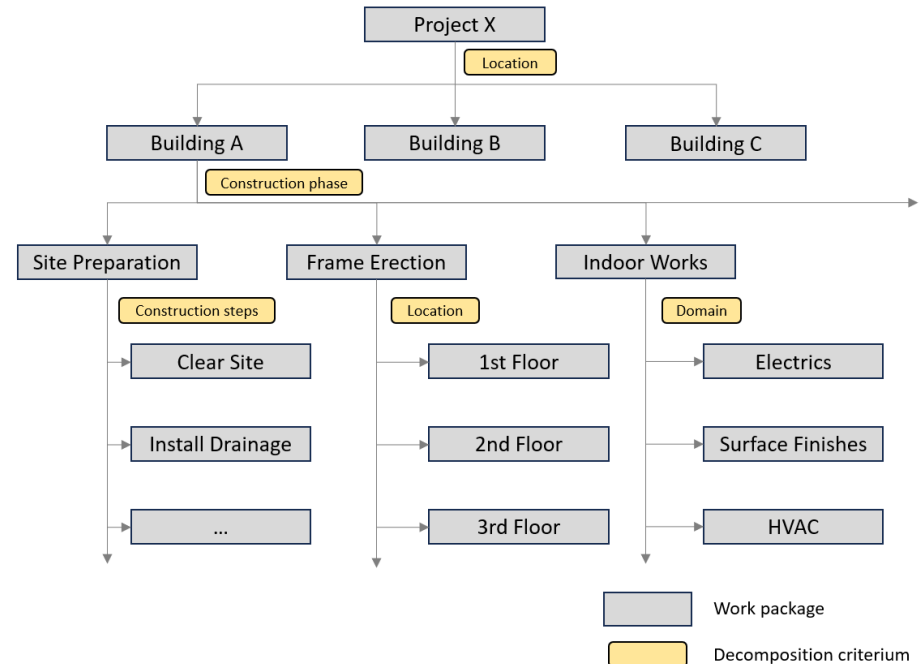 Project X
Location
Building A
Building B
Building C
Construction phase
Site Preparation
Frame Erection
Indoor Works
Construction steps
Location
Domain
Clear Site
1st Floor
Electrics
Install Drainage
2nd Floor
Surface Finishes
...
3rd Floor
HVAC
Work package
Decomposition criterium